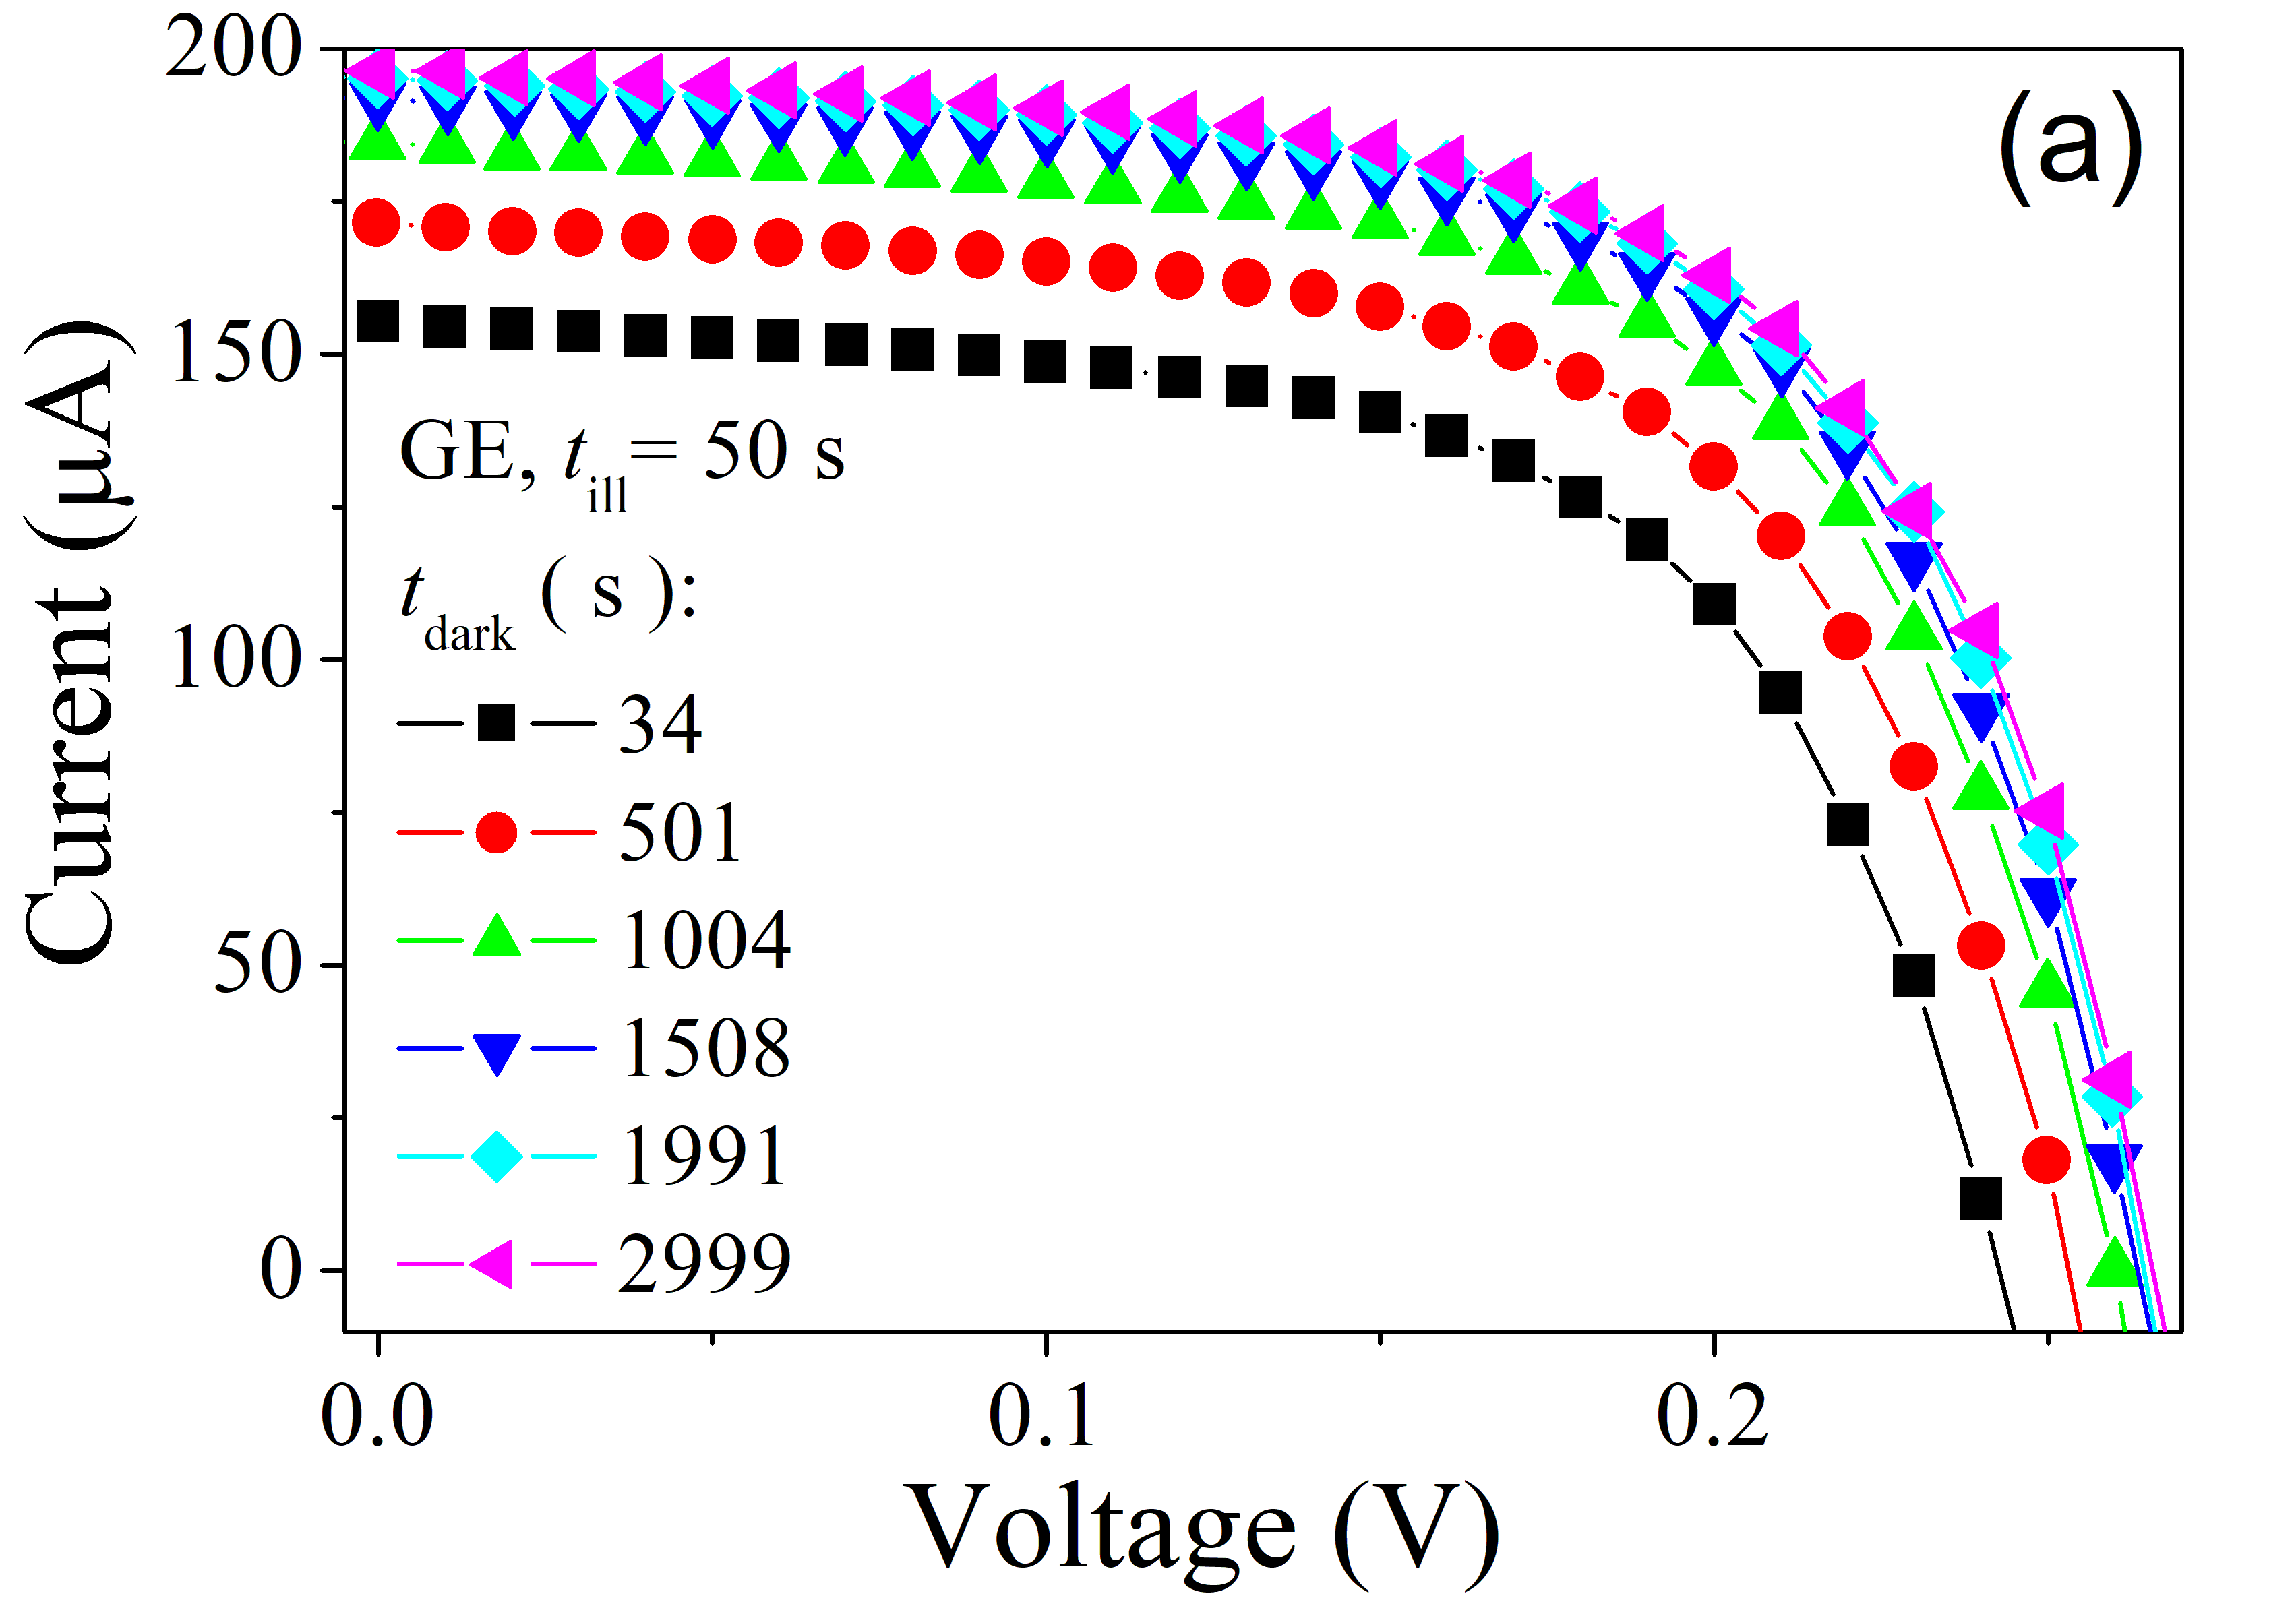 (a)
Current (μA)
200
150
100
50
0
GE, t_ill = 50 s
t_dark ( s ):
34
501
1004
1508
1991
2999
0.0 0.1 0.2
Voltage (V)